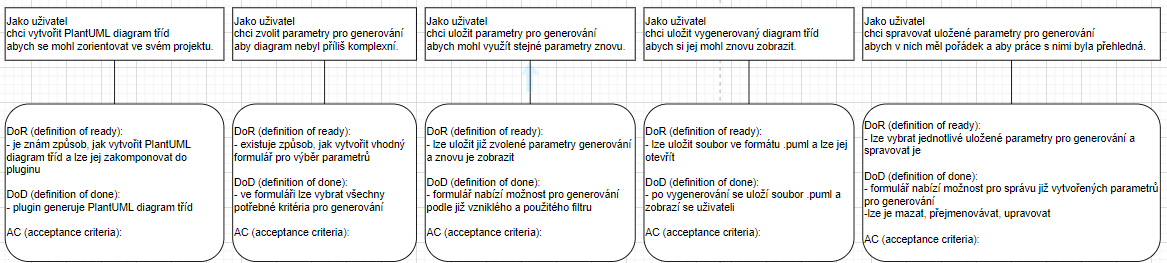 Jako uživatel
chci vytvořit PlantUML diagram tříd
abych se mohl zorientovat ve svém projektu.
Jako uživatel
chci zvolit parametry pro generování
aby diagram nebyl příliš komplexní.
Jako uživatel
chci uložit parametry pro generování
abych mohl využít stejné parametry znovu.
Jako uživatel
chci uložit vygenerovaný diagram tříd
abych si jej mohl znovu zobrazit.
Jako uživatel
chci spravovat uložené parametry pro generování
abych v nich měl pořádek a aby práce s nimi byla přehledná.
DoR (definition of ready):
- je znám způsob, jak vytvořit PlantUML
diagram tříd a lze jej zakomponovat do
pluginu
DoD (definition of done):
- plugin generuje PlantUML diagram tříd
AC (acceptance criteria):
DoR (definition of ready):
- existuje způsob, jak vytvořit vhodný
formulář pro výběr parametrů
DoD (definition of done):
- ve formuláři lze vybrat všechny
potřebné kritéria pro generování
AC (acceptance criteria):
DoR (definition of ready):
- lze uložit již zvolené parametry generování
a znovu je zobrazit
DoD (definition of done):
- formulář nabízí možnost pro generování
podle již vzniklého a použitého filtru
AC (acceptance criteria):
DoR (definition of ready):
- lze uložit soubor ve formátu .puml a lze jej
otevřít
DoD (definition of done):
- po vygenerování se uloží soubor .puml a
zobrazí se uživateli
AC (acceptance criteria):
DoR (definition of ready):
- lze vybrat jednotlivé uložené parametry pro generování a
spravovat je
DoD (definition of done):
- formulář nabízí možnost pro správu již vytvořených parametrů
pro generování
-lze je mazat, přejmenovávat, upravovat
AC (acceptance criteria):